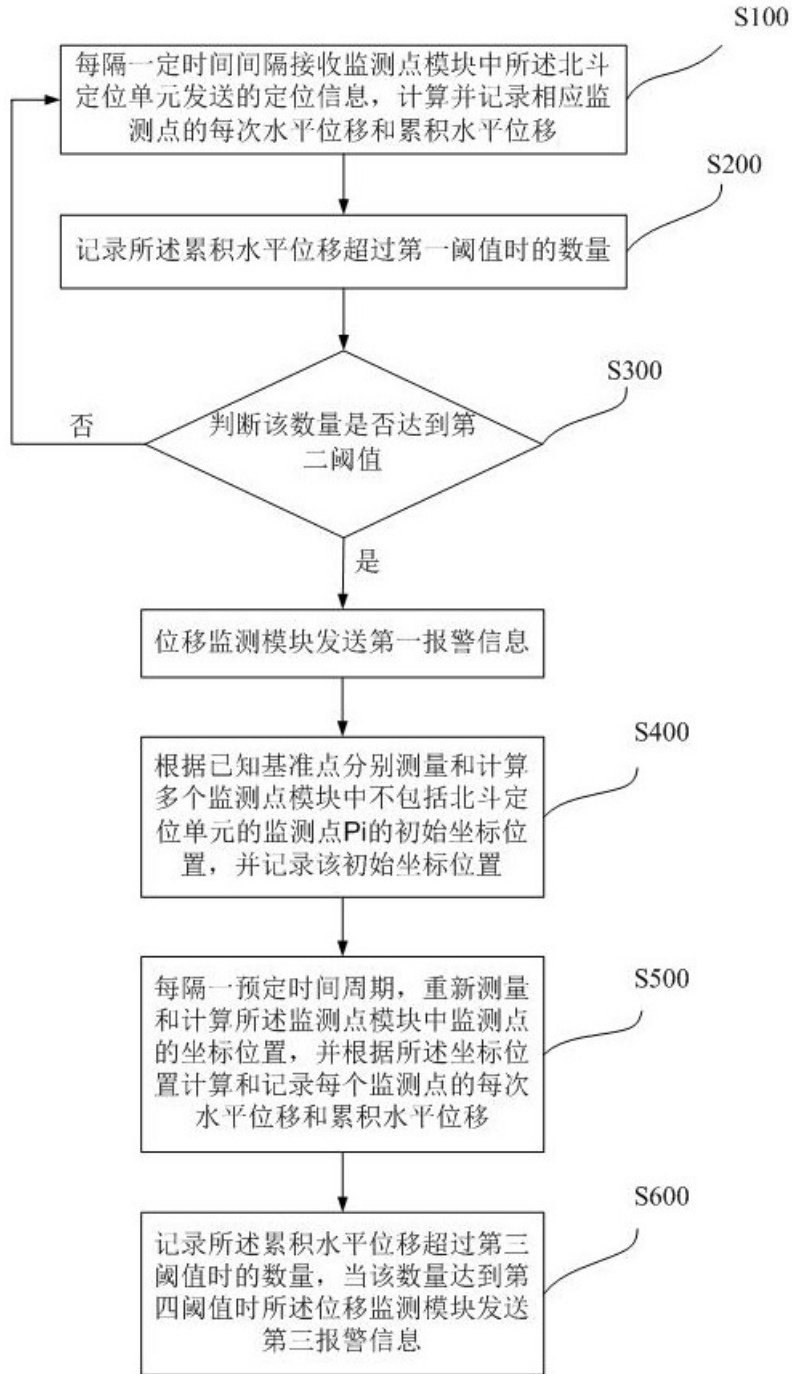 S100
每隔一定时间间隔接收监测点模块中所述北斗
定位单元发送的定位信息，计算并记录相应监
测点的每次水平位移和累积水平位移
S200
记录所述累积水平位移超过第一阈值时的数量
S300
判断该数量是否达到第
二阈值
否
是
位移监测模块发送第一报警信息
S400
根据已知基准点分别测量和计算
多个监测点模块中不包括北斗定
位单元的监测点Pi的初始坐标位
置，并记录该初始坐标位置
S500
每隔一预定时间周期，重新测量
和计算所述监测点模块中监测点
的坐标位置，并根据所述坐标位
置计算和记录每个监测点的每次
水平位移和累积水平位移
S600
记录所述累积水平位移超过第三
阈值时的数量，当该数量达到第
四阈值时所述位移监测模块发送
第三报警信息